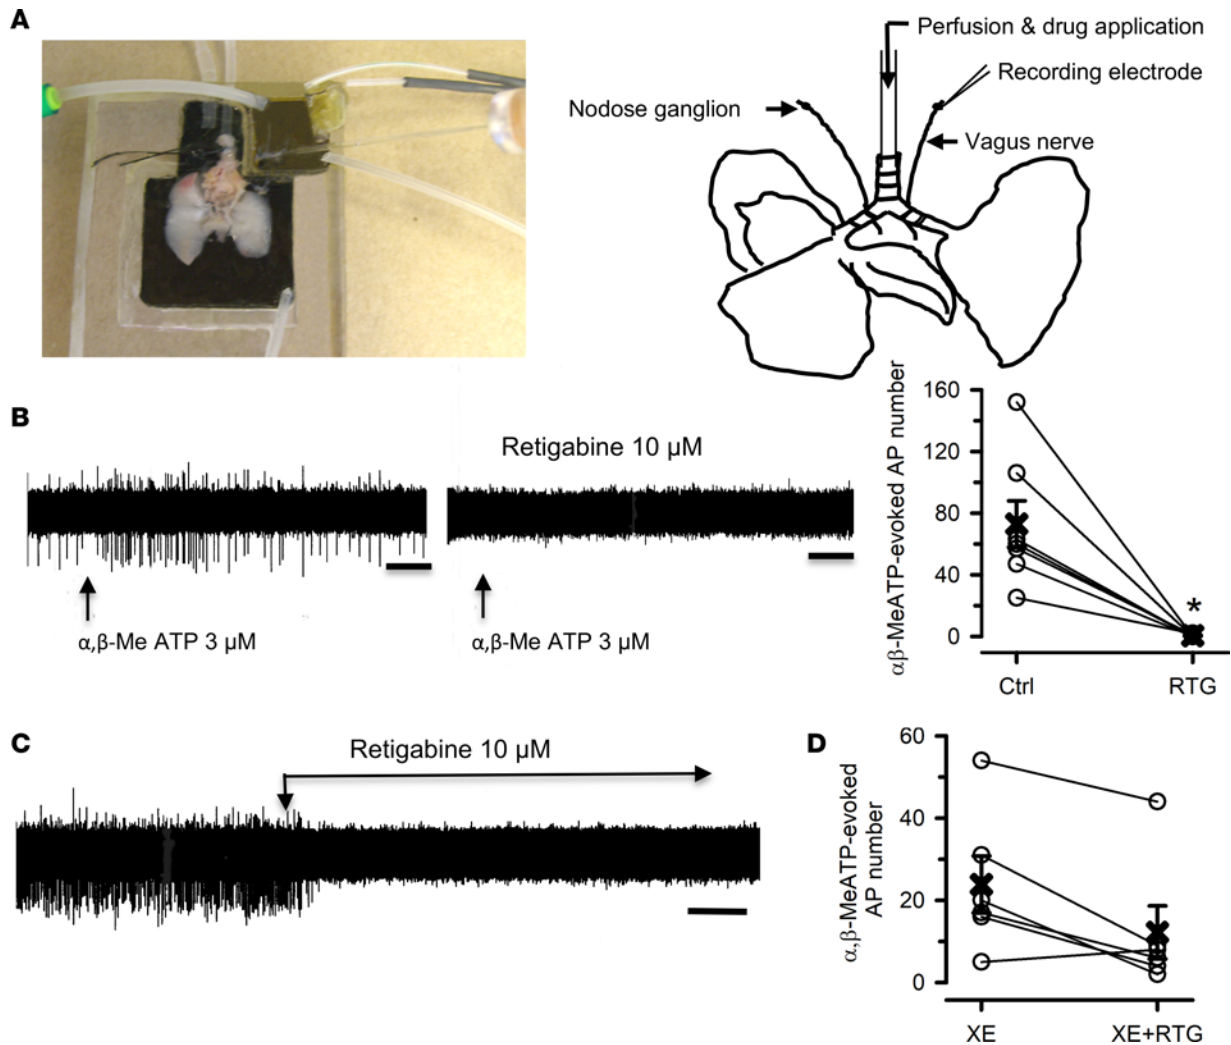 A
Perfusion & drug application
Recording electrode
Nodose ganglion
Vagus nerve
B
Retigabine 10 μM
α,β-Me ATP 3 μM
α,β-Me ATP 3 μM
αβ-MeATP-evoked AP number
160
120
80
40
0
*
Ctrl
RTG
C
Retigabine 10 μM
D
α,β-MeATP-evoked
AP number
60
40
20
0
XE
XE+RTG